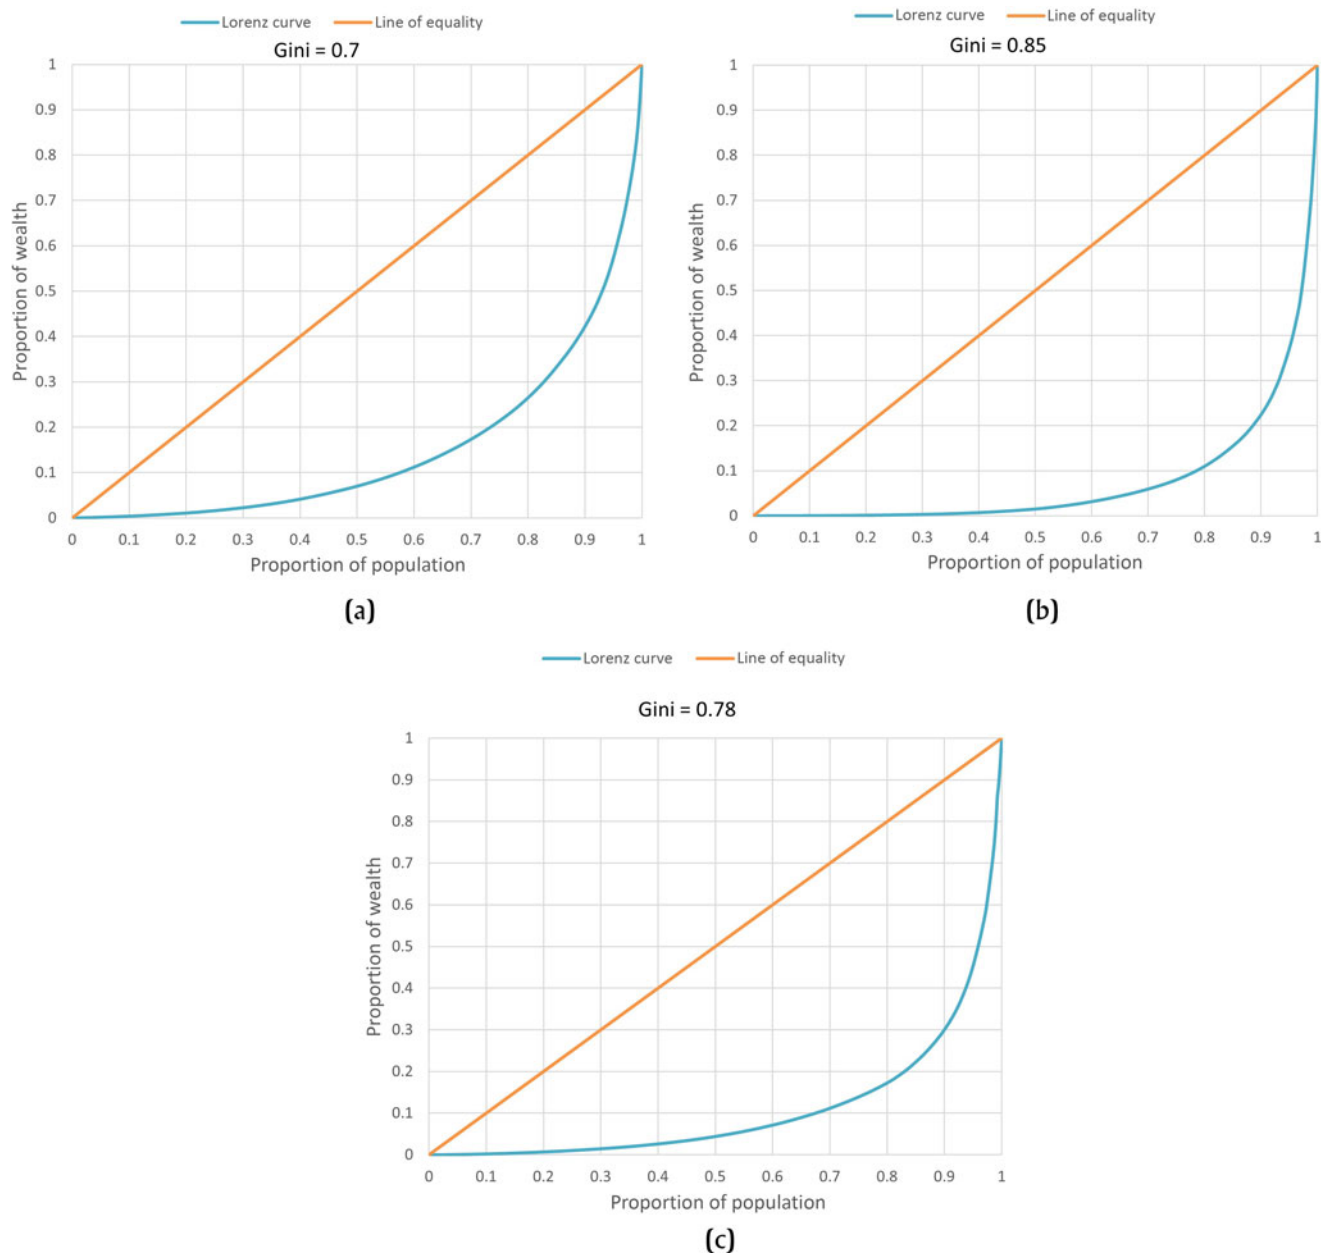 Lorenz curve Line of equality
Gini = 0.7
1
0.9
0.8
0.7
0.6
0.5
0.4
0.3
0.2
0.1
0
Proportion of wealth
0 0.1 0.2 0.3 0.4 0.5 0.6 0.7 0.8 0.9 1
Proportion of population
(a)
Lorenz curve Line of equality
Gini = 0.85
1
0.9
0.8
0.7
0.6
0.5
0.4
0.3
0.2
0.1
0
Proportion of wealth
0 0.1 0.2 0.3 0.4 0.5 0.6 0.7 0.8 0.9 1
Proportion of population
(b)
Lorenz curve Line of equality
Gini = 0.78
1
0.9
0.8
0.7
0.6
0.5
0.4
0.3
0.2
0.1
0
Proportion of wealth
0 0.1 0.2 0.3 0.4 0.5 0.6 0.7 0.8 0.9 1
Proportion of population
(c)